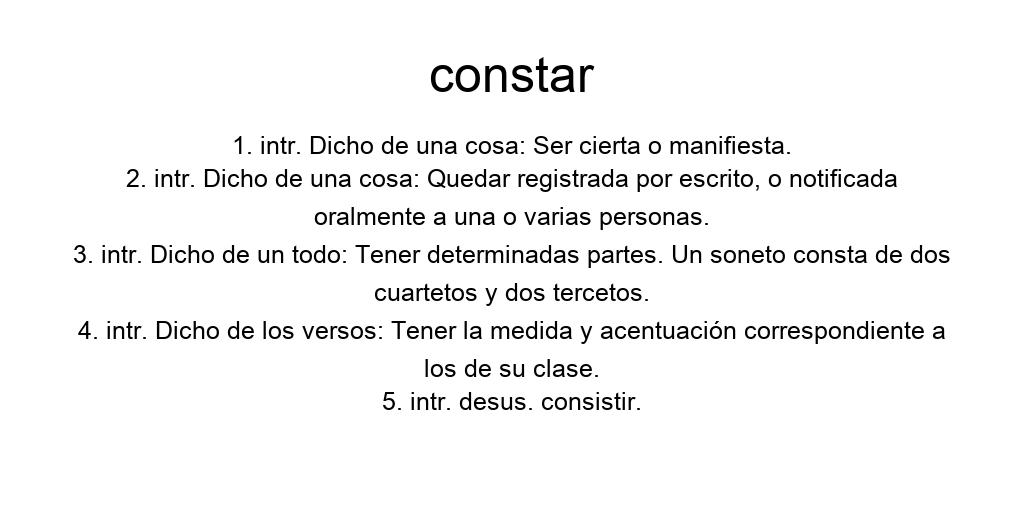 constar
1. intr. Dicho de una cosa: Ser cierta o manifiesta.
2. intr. Dicho de una cosa: Quedar registrada por escrito, o notificada
oralmente a una o varias personas.
3. intr. Dicho de un todo: Tener determinadas partes. Un soneto consta de dos
cuartetos y dos tercetos.
4. intr. Dicho de los versos: Tener la medida y acentuación correspondiente a
los de su clase.
5. intr. desus. consistir.